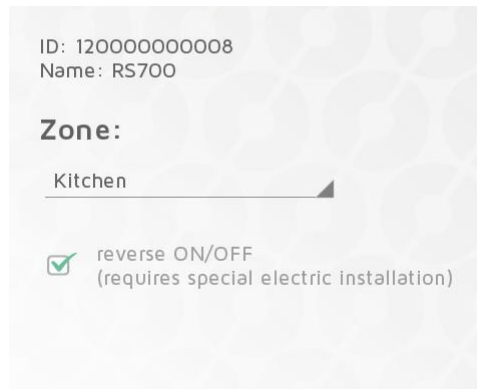 ID: 120000000008
Name: RS700
Zone:
Kitchen
reverse ON/OFF
(requires special electric installation)